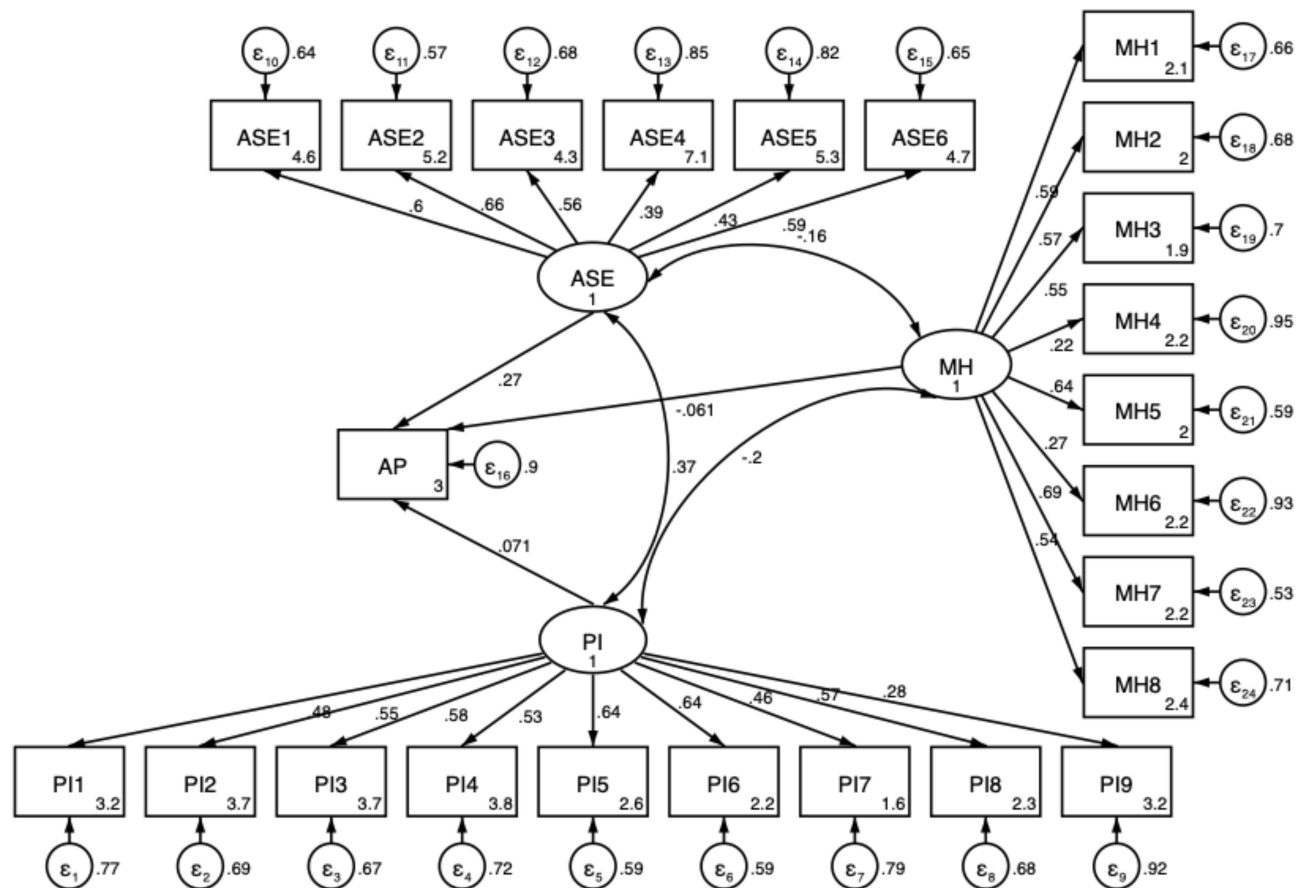 ε10 .64 ε11 .57 ε12 .68 ε13 .85 ε14 .82 ε15 .65
ASE1 4.6 ASE2 5.2 ASE3 4.3 ASE4 7.1 ASE5 5.3 ASE6 4.7
.6 .66 .56 .39 .43 .59
-.16
ASE 1
MH1 2.1 ε17 .66
MH2 2 ε18 .68
MH3 1.9 ε19 .7
MH4 2.2 ε20 .95
MH5 2 ε21 .59
MH6 2.2 ε22 .93
MH7 2.2 ε23 .53
MH8 2.4 ε24 .71
.59
.57
.55
.22
.64
.27
.69
.54
MH 1
.27
-.061
AP 3 ε16 .9
.37
-.2
.071
PI 1
.48 .55 .58 .53 .64 .64 .46 .57 .28
PI1 3.2 PI2 3.7 PI3 3.7 PI4 3.8 PI5 2.6 PI6 2.2 PI7 1.6 PI8 2.3 PI9 3.2
ε1 .77 ε2 .69 ε3 .67 ε4 .72 ε5 .59 ε6 .59 ε7 .79 ε8 .68 ε9 .92